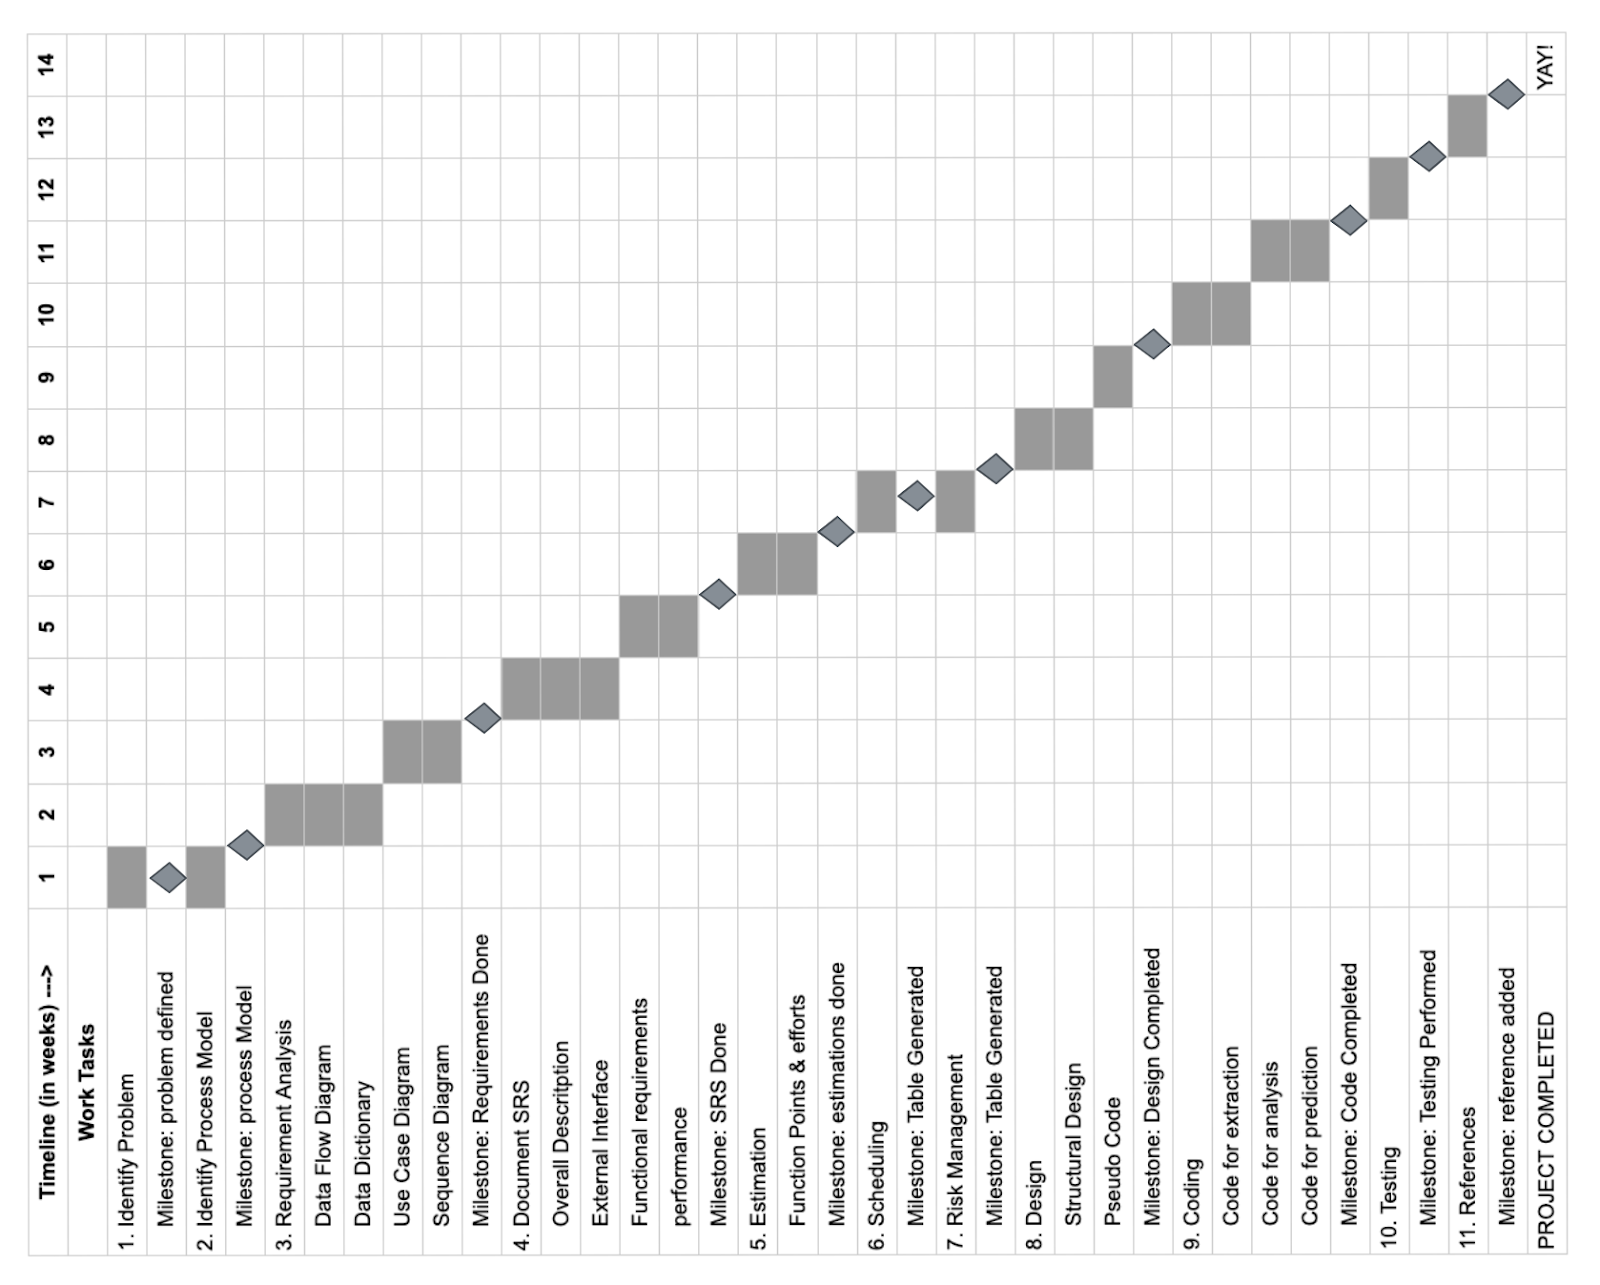 Timeline (in weeks) --->
1
2
3
4
5
6
7
8
9
10
11
12
13
14
Work Tasks
1. Identify Problem
Milestone: problem defined
2. Identify Process Model
Milestone: process Model
3. Requirement Analysis
Data Flow Diagram
Data Dictionary
Use Case Diagram
Sequence Diagram
Milestone: Requirements Done
4. Document SRS
Overall Descritption
External Interface
Functional requirements
performance
Milestone: SRS Done
5. Estimation
Function Points & efforts
Milestone: estimations done
6. Scheduling
Milestone: Table Generated
7. Risk Management
Milestone: Table Generated
8. Design
Structural Design
Pseudo Code
Milestone: Design Completed
9. Coding
Code for extraction
Code for analysis
Code for prediction
Milestone: Code Completed
10. Testing
Milestone: Testing Performed
11. References
Milestone: reference added
PROJECT COMPLETED
YAY!